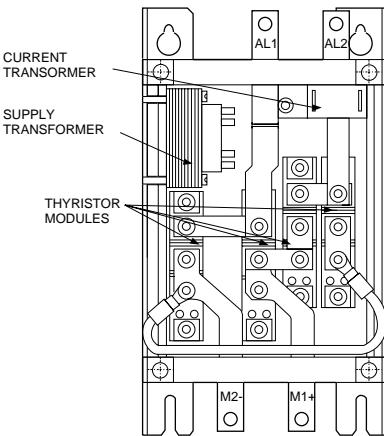 AL1 AL2
CURRENT
TRANSORMER
SUPPLY
TRANSFORMER
THYRISTOR
MODULES
M2- M1+